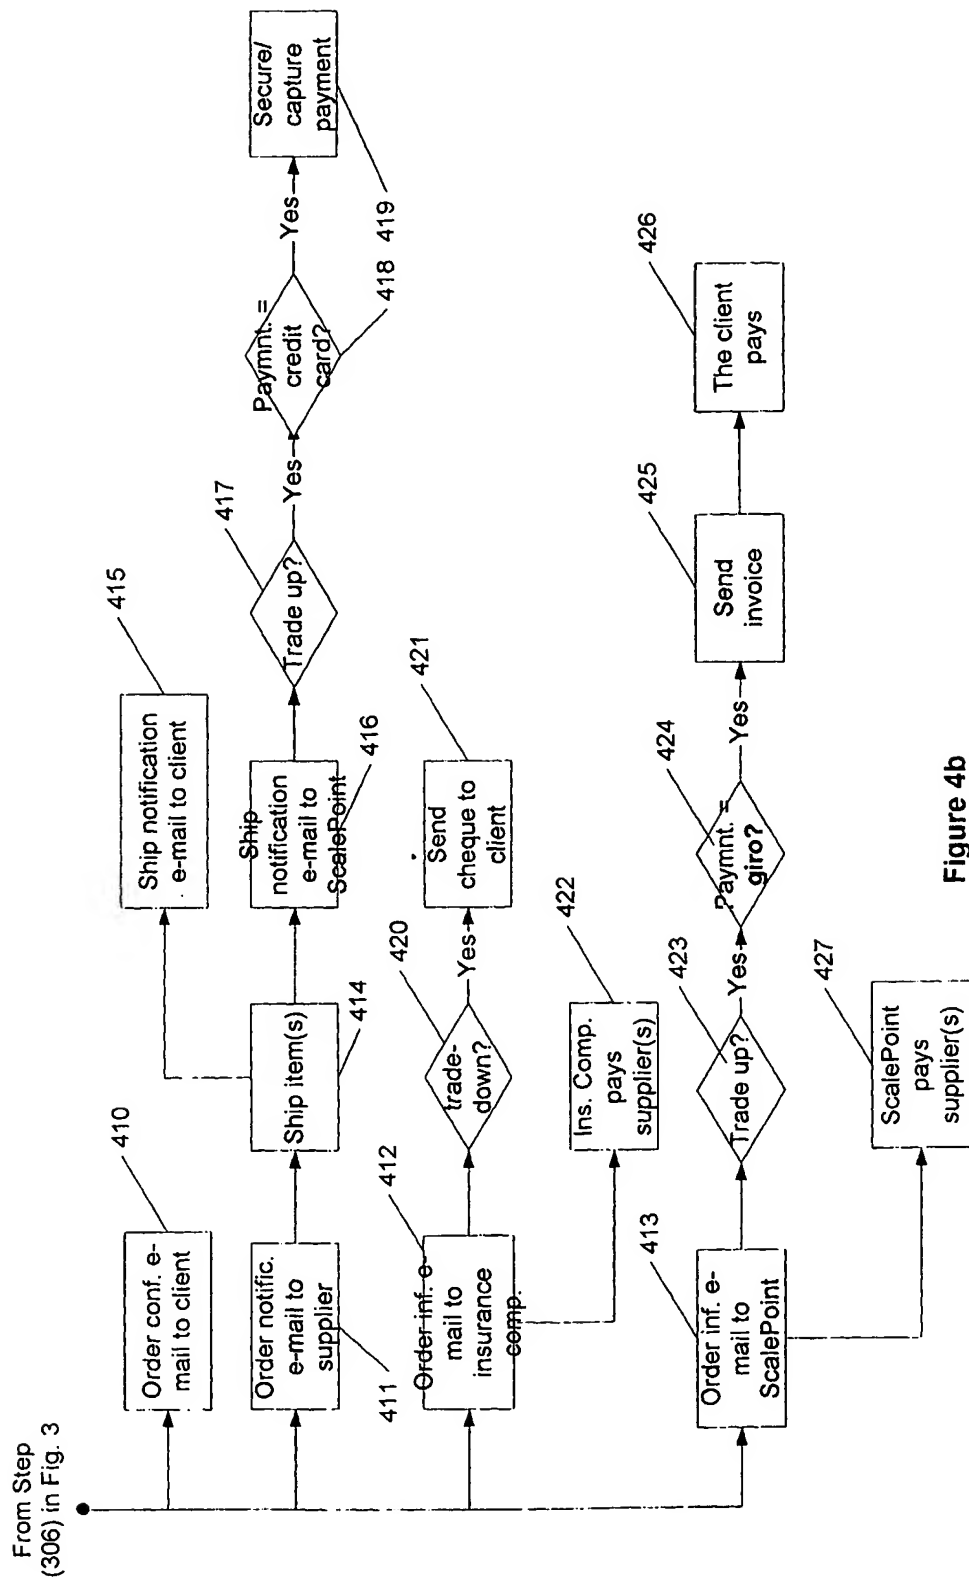 From Step
(306) in Fig. 3
410
Order conf. e-
mail to client
Order notific.
e-mail to
supplier
411
Ship item(s)
414
Ship notification
e-mail to client
415
Ship
notification
e-mail to
ScalePoint
416
Trade up?
417
Yes
Paymnt. =
credit
card?
418
Yes
Secure/
capture
payment
419
Order inf. e-
mail to
insurance
comp.
412
trade-
down?
420
Yes
Send
cheque to
client
421
Ins. Comp.
pays
supplier(s)
422
Order inf. e-
mail to
ScalePoint
413
Trade up?
423
Yes
Paymnt. =
giro?
424
Yes
Send
invoice
425
The client
pays
426
ScalePoint
pays
supplier(s)
427
Figure 4b